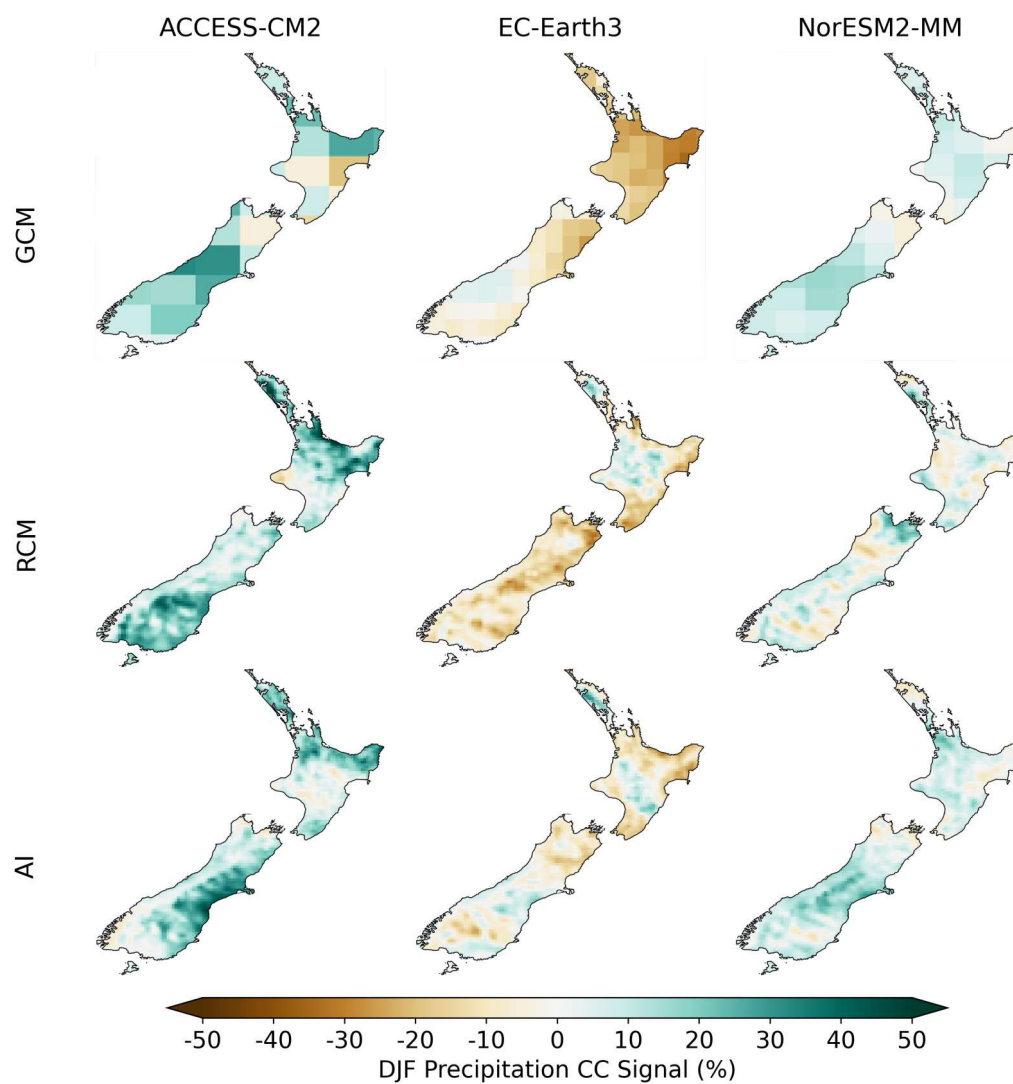 ACCESS-CM2 EC-Earth3 NorESM2-MM
GCM
RCM
AI
-50 -40 -30 -20 -10 0 10 20 30 40 50
DJF Precipitation CC Signal (%)